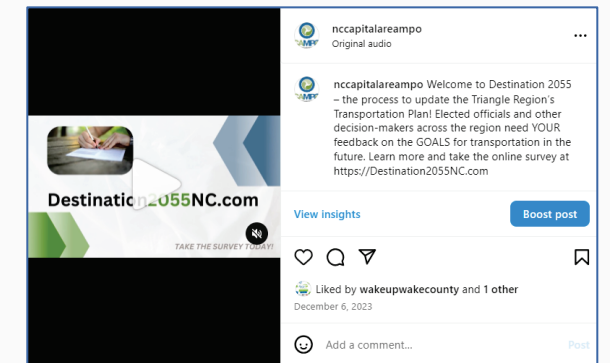 nccapitalareampo
Original audio
nccapitalareampo Welcome to Destination 2055
– the process to update the Triangle Region's
Transportation Plan! Elected officials and other
decision-makers across the region need YOUR
feedback on the GOALS for transportation in the
future. Learn more and take the online survey at
https://Destination2055NC.com
Destination2055NC.com
TAKE THE SURVEY TODAY!
View insights
Boost post
Liked by wakeupwakecounty and 1 other
December 6, 2023
Add a comment...
Post